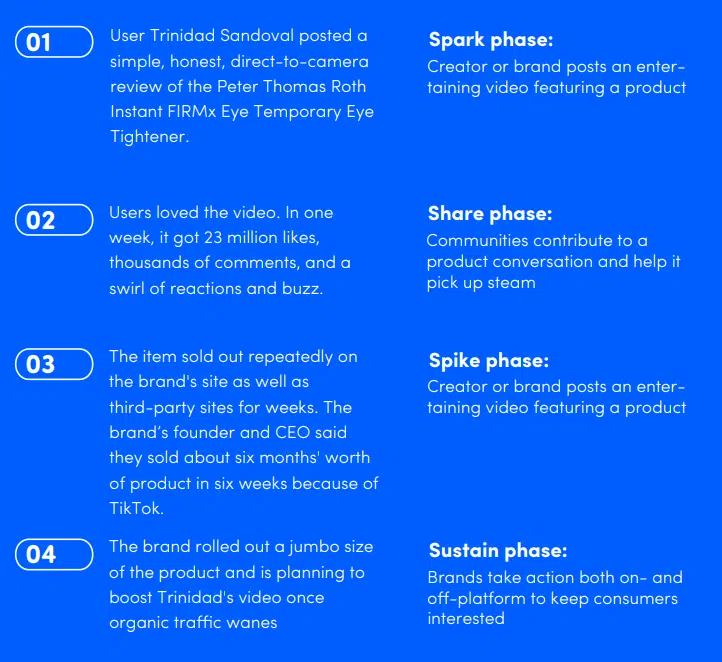 01
User Trinidad Sandoval posted a
simple, honest, direct-to-camera
review of the Peter Thomas Roth
Instant FIRMx Eye Temporary Eye
Tightener.
Spark phase:
Creator or brand posts an enter-
taining video featuring a product
02
Users loved the video. In one
week, it got 23 million likes,
thousands of comments, and a
swirl of reactions and buzz.
Share phase:
Communities contribute to a
product conversation and help it
pick up steam
03
The item sold out repeatedly on
the brand's site as well as
third-party sites for weeks. The
brand’s founder and CEO said
they sold about six months' worth
of product in six weeks because of
TikTok.
Spike phase:
Creator or brand posts an enter-
taining video featuring a product
04
The brand rolled out a jumbo size
of the product and is planning to
boost Trinidad's video once
organic traffic wanes
Sustain phase:
Brands take action both on- and
off-platform to keep consumers
interested